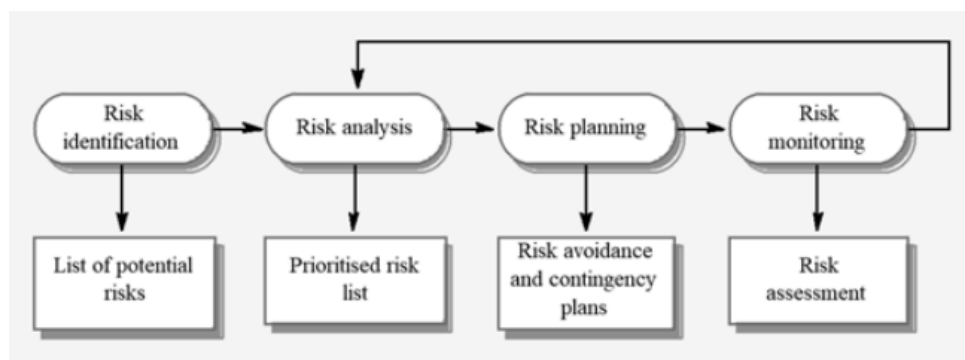 Risk
identification
Risk analysis
Risk planning
Risk
monitoring
List of potential
risks
Prioritised risk
list
Risk avoidance
and contingency
plans
Risk
assessment